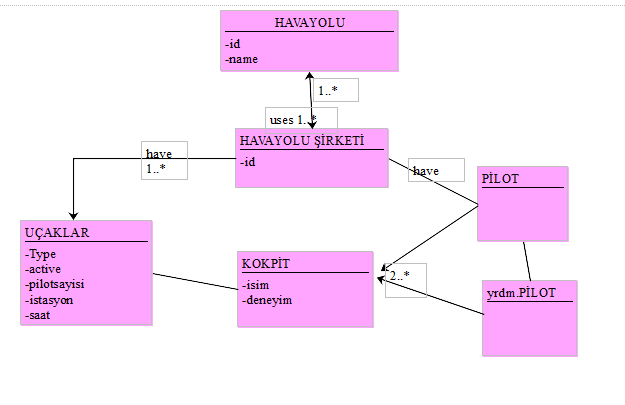 HAVAYOLU
-id
-name
1..*
uses 1..*
HAVAYOLU ŞİRKETİ
-id
have
1..*
have
PİLOT
UÇAKLAR
-Type
-active
-pilotsayisi
-istasyon
-saat
KOKPİT
-isim
-deneyim
2..*
yrdm.PİLOT